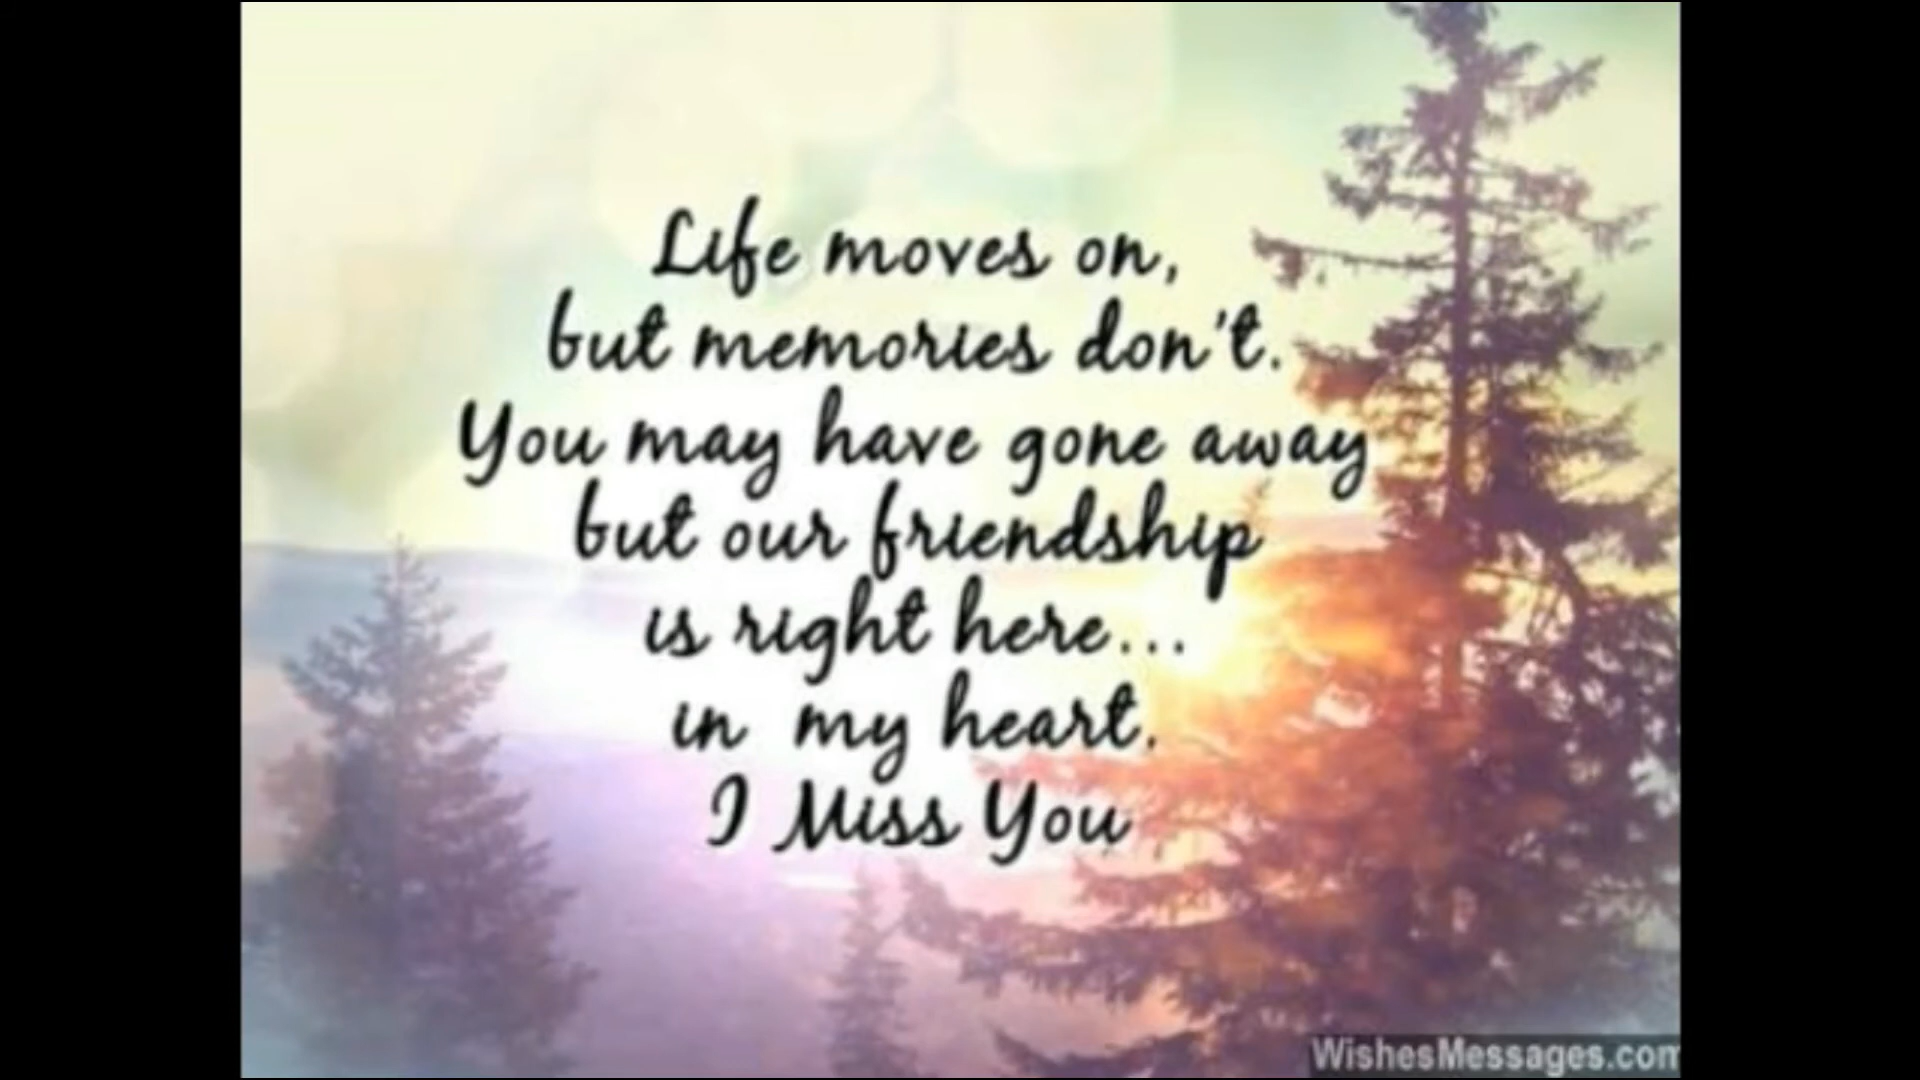 Life moves on,
but memories don't.
You may have gone away
but our friendship
is right here...
in my heart.
I Miss You
WishesMessages.com